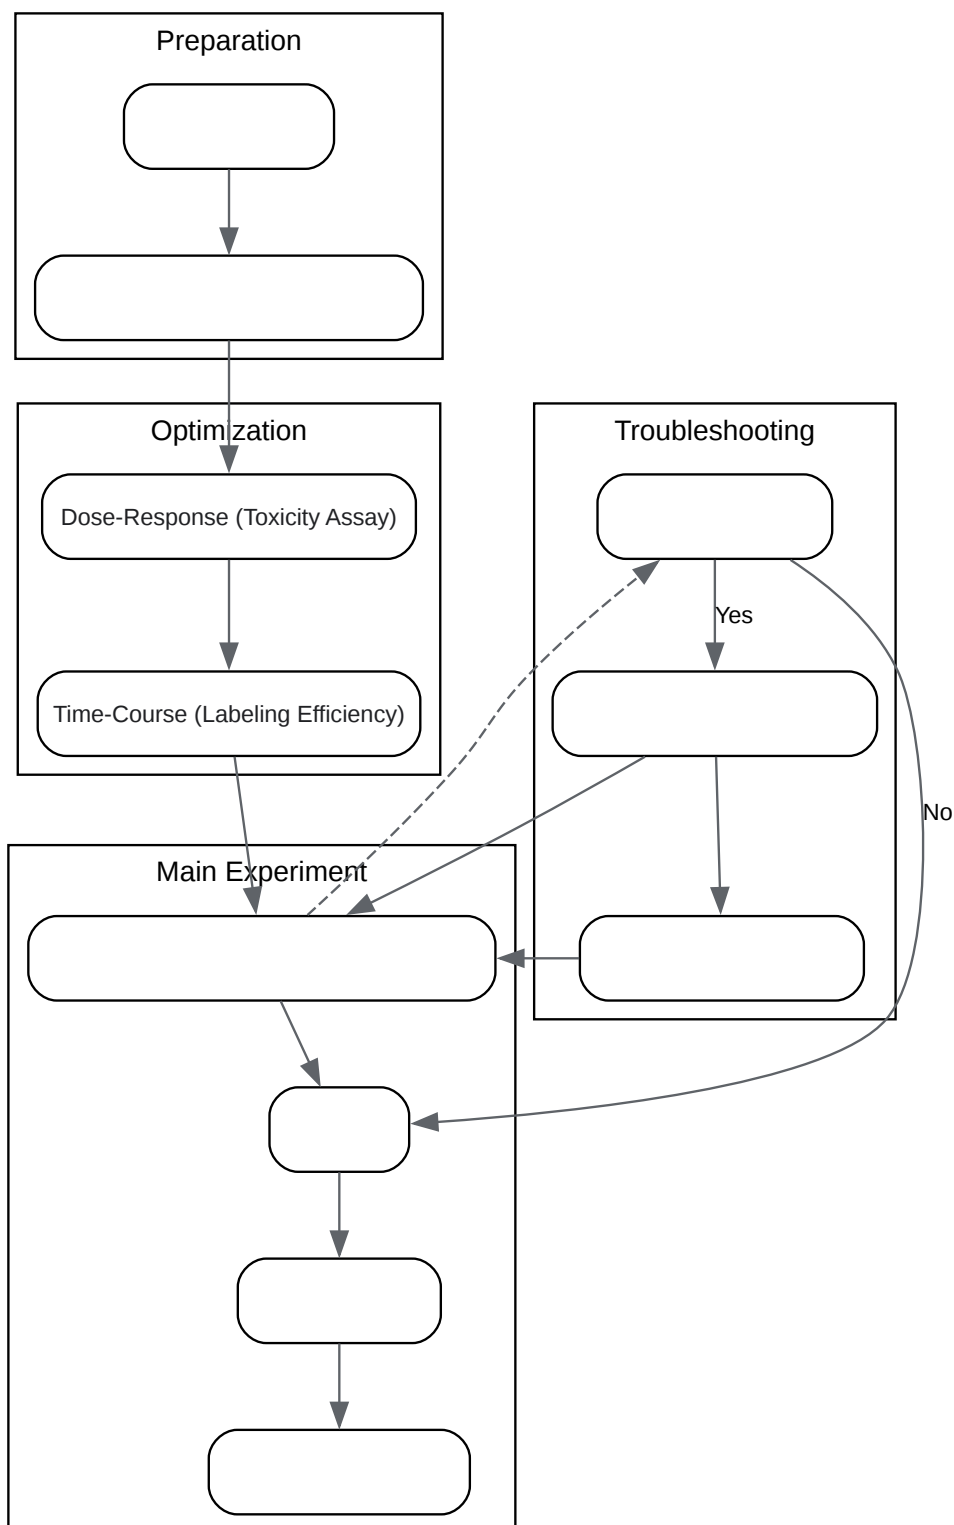 Preparation
Optimization
Dose-Response (Toxicity Assay)
Time-Course (Labeling Efficiency)
Troubleshooting
Yes
No
Main Experiment